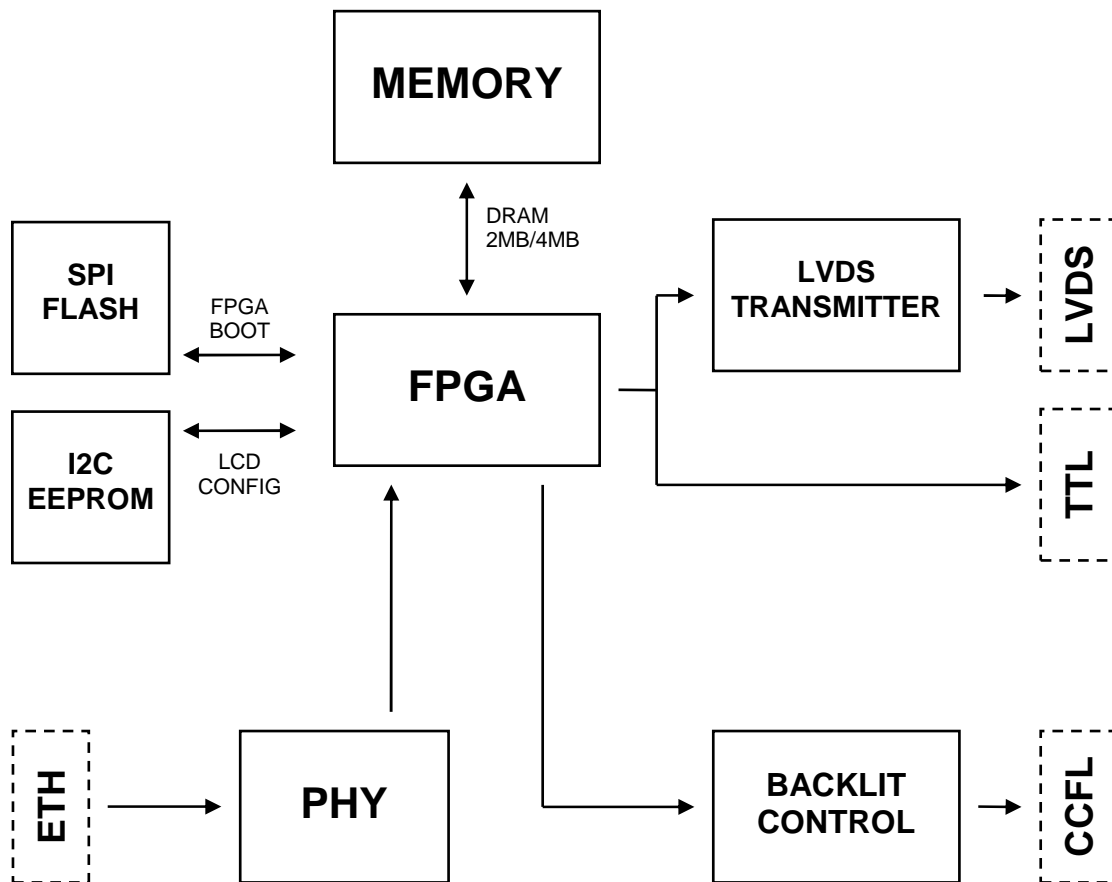 MEMORY
DRAM
2MB/4MB
SPI
FLASH
FPGA
BOOT
FPGA
LVDS
TRANSMITTER
LVDS
I2C
EEPROM
LCD
CONFIG
TTL
ETH
PHY
BACKLIT
CONTROL
CCFL